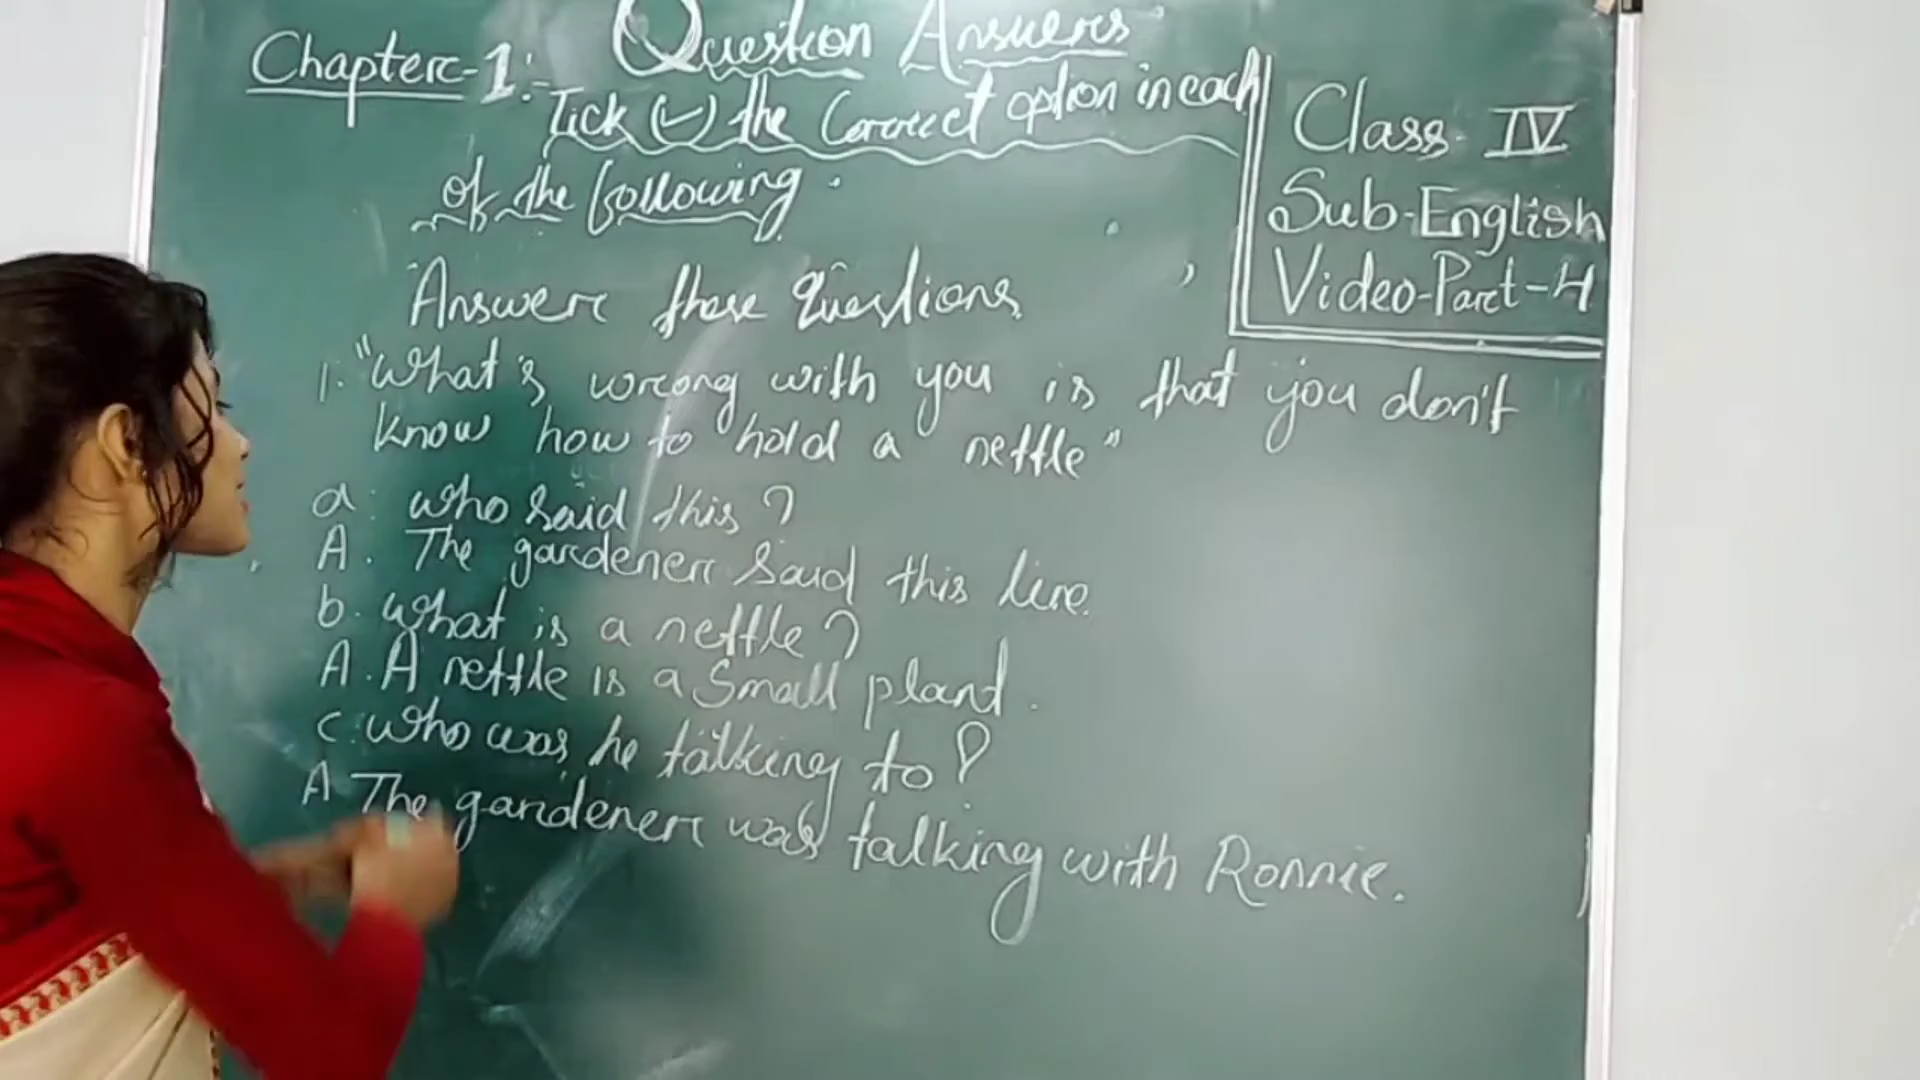 Question Answers
Chapter-1:-
Tick (✓) the Correct option in each
of the following.
Class IV
Sub-English
Video-Part-4
Answer these Questions
1. "What's wrong with you is that you don't
know how to hold a nettle"
a. who said this?
A. The gardener said this line.
b. what is a nettle?
A. A nettle is a small plant.
c. who was he talking to?
A The gardener was talking with Ronnie.